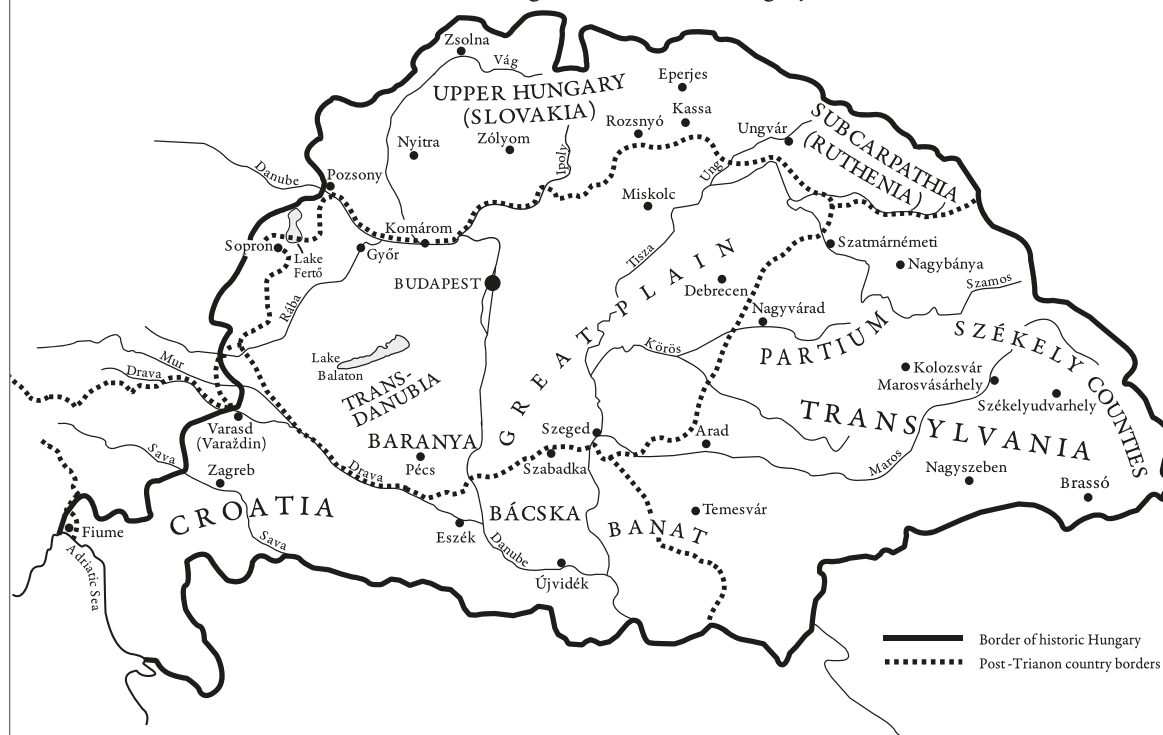 Zsolna
Vág
UPPER HUNGARY
(SLOVAKIA)
Eperjes
Kassa
Rozsnyó
Nyitra
Zólyom
Ipoly
Ungvár
Ung
SUBCARPATHIA
(RUTHENIA)
Danube
Pozsony
Miskolc
Komárom
Sopron
Lake
Fertő
Győr
Szatmárnémeti
Nagybánya
Szamos
Tisza
BUDAPEST
Debrecen
Rába
Nagyvárad
GREAT PLAIN
PARTIUM
SZÉKELY COUNTIES
Körös
Lake
Balaton
Mur
Drava
TRANS-
DANUBIA
Kolozsvár
Marosvásárhely
Székelyudvarhely
TRANSYLVANIA
Varasd
(Varaždin)
BARANYA
Pécs
Szeged
Szabadka
Arad
Maros
Sava
Zagreb
Drava
Nagyszeben
Brassó
CROATIA
BÁCSKA
BANAT
Temesvár
Fiume
Adriatic Sea
Sava
Eszék
Danube
Újvidék
Border of historic Hungary
Post-Trianon country borders